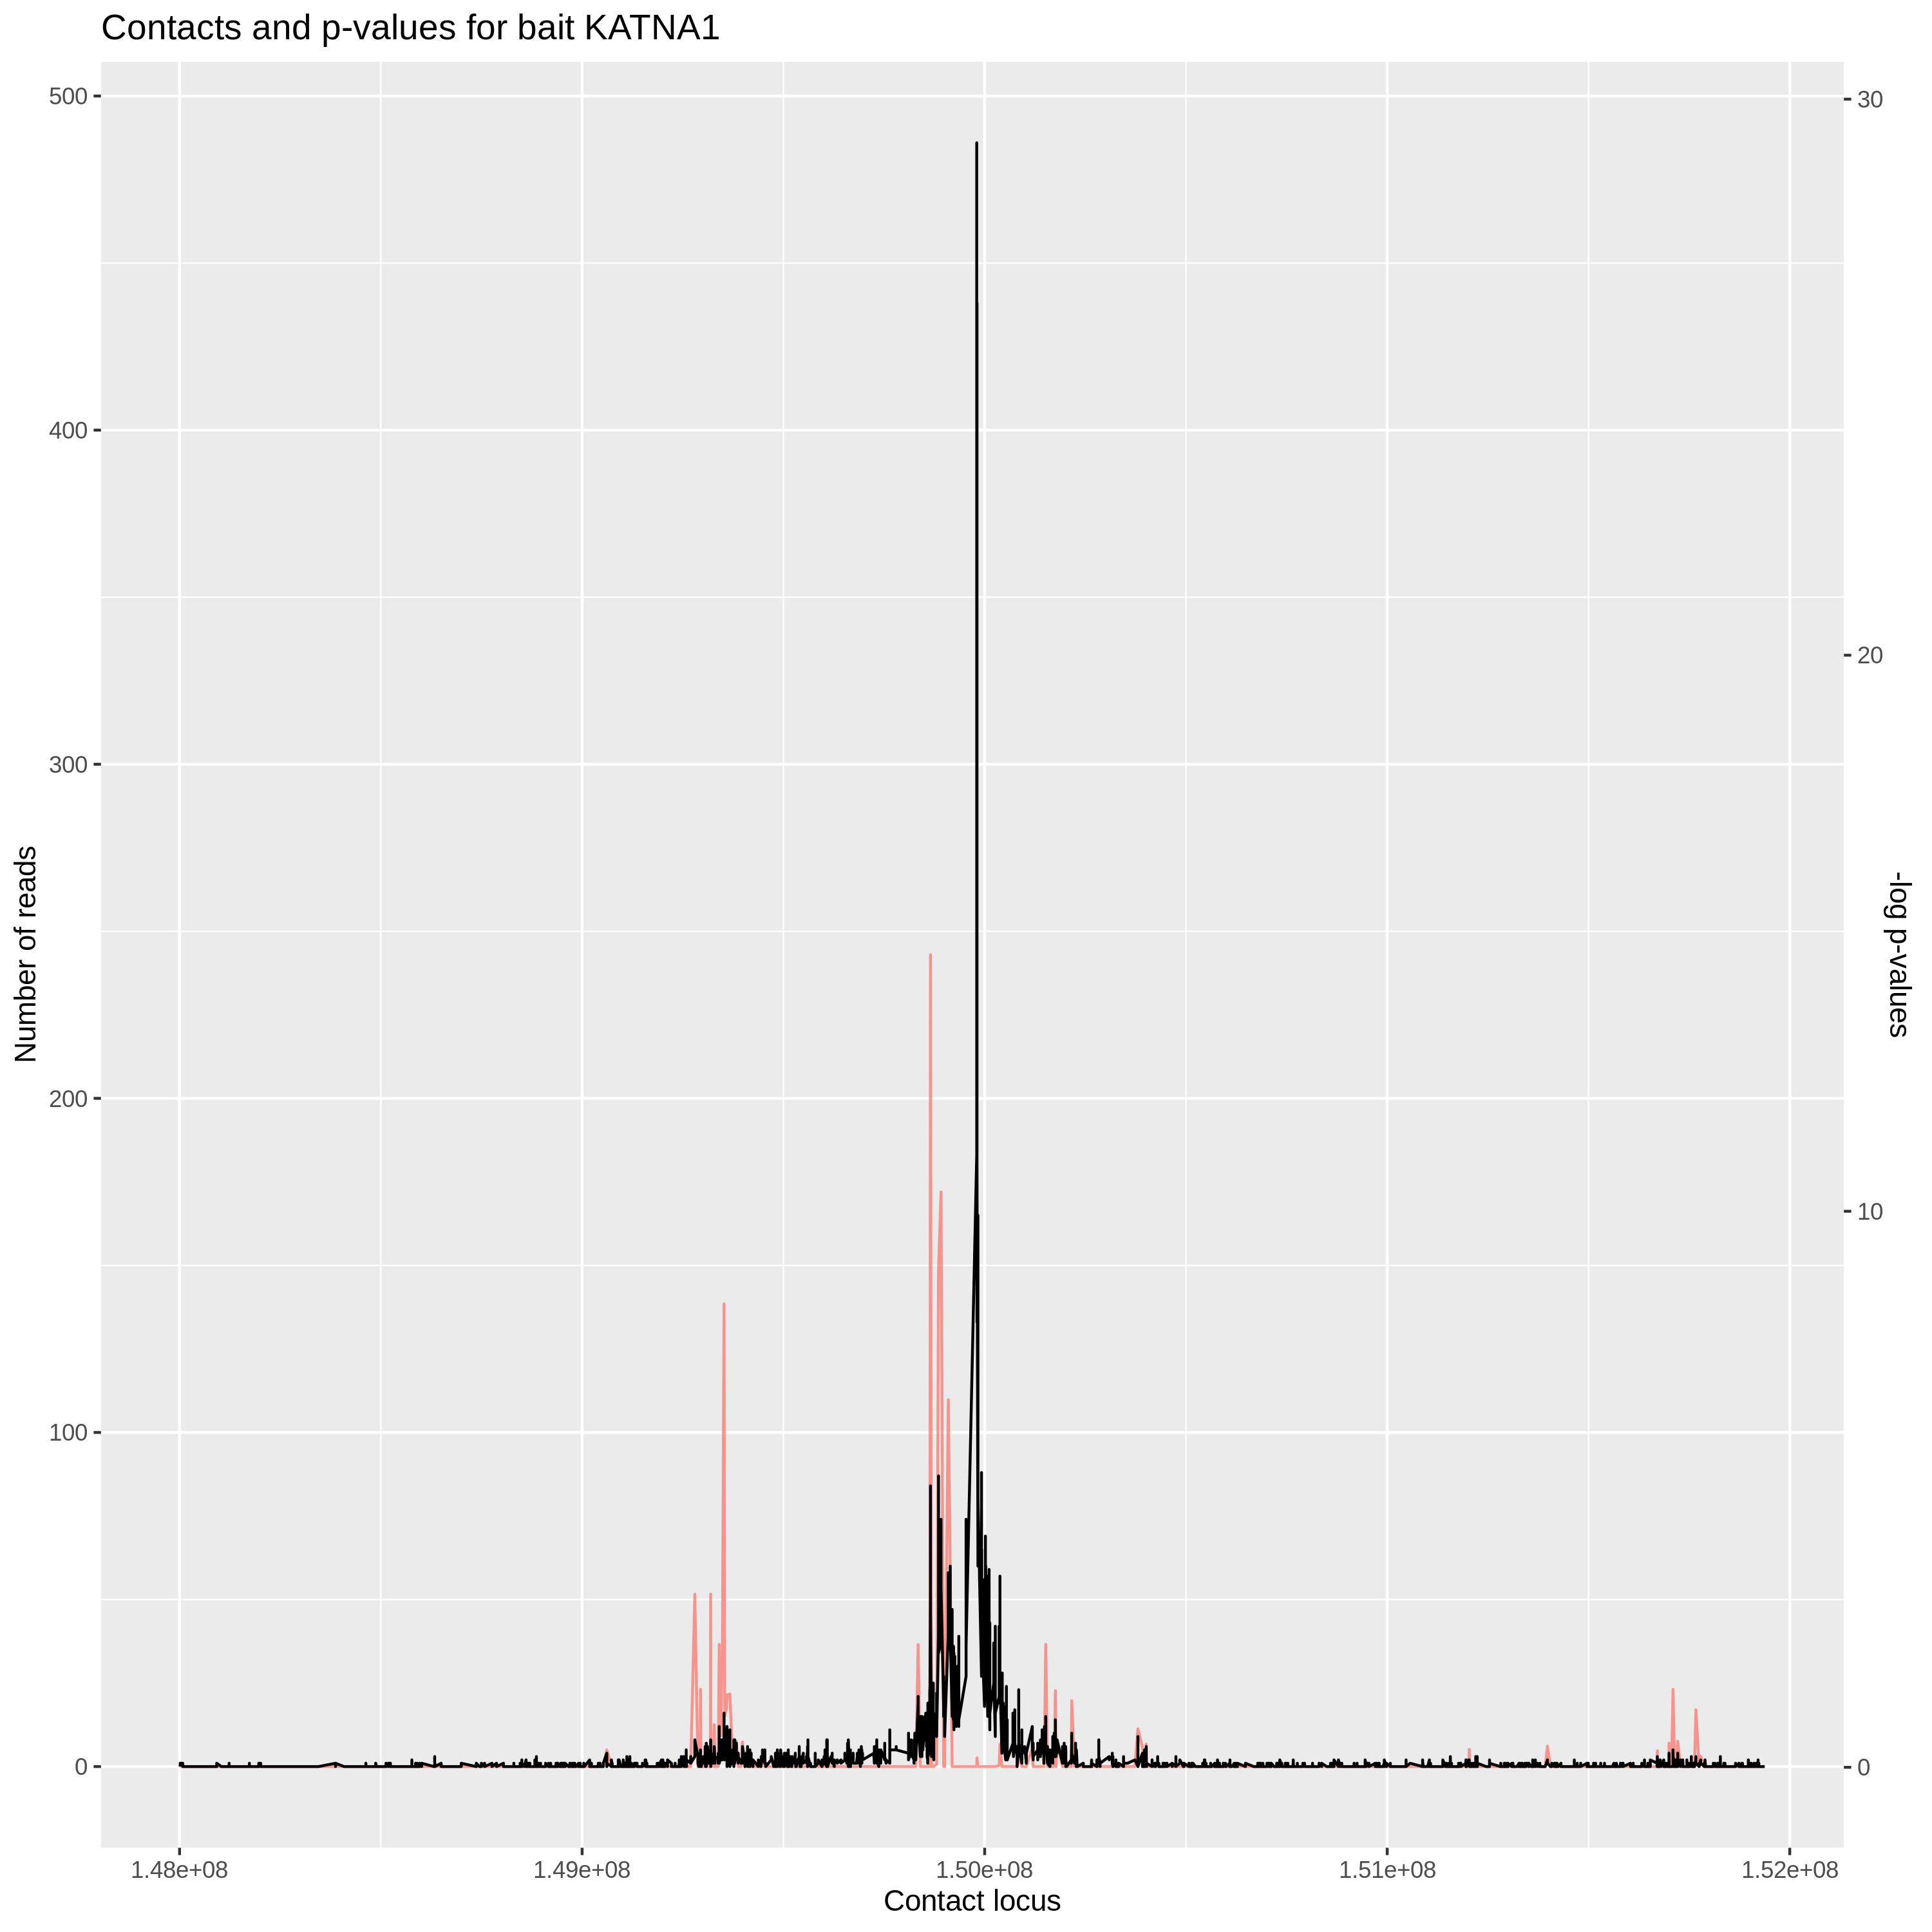 Contacts and p-values for bait KATNA1
500
400
300
200
100
0
Number of reads
30
20
10
0
-log p-values
1.48e+08
1.49e+08
1.50e+08
1.51e+08
1.52e+08
Contact locus